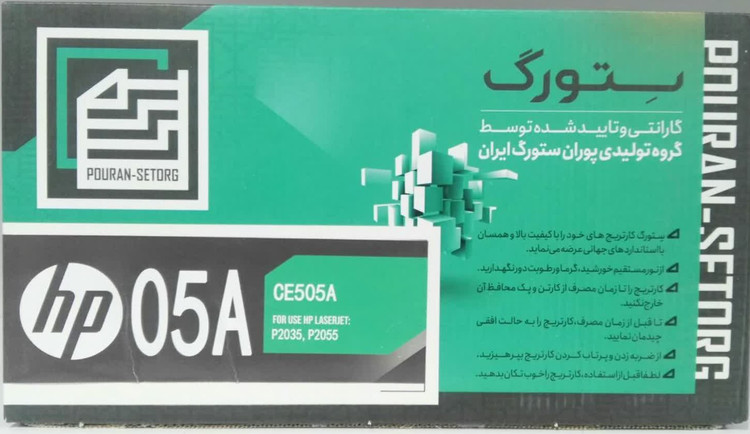 POURAN-SETORG
hp
05A
CE505A
FOR USE HP LASERJET:
P2035, P2055
ستورگ
گارانتی و تایید شده توسط
گروه تولیدی پوران ستورگ ایران
ستورگ کارتریج های خود را با کیفیت بالا و همسان
با استانداردهای جهانی عرضه می‌نماید.
از نور مستقیم خورشید، گرما و رطوبت دور نگهدارید.
کارتریج را تا زمان مصرف از کارتن و پک محافظ آن
خارج نکنید.
تا قبل از زمان مصرف، کارتریج را به حالت افقی
چیدمان نمایید.
از ضربه زدن و پرتاب کردن کارتریج بپرهیزید.
لطفا قبل از استفاده، کارتریج را خوب تکان بدهید.
POURAN-SETORG